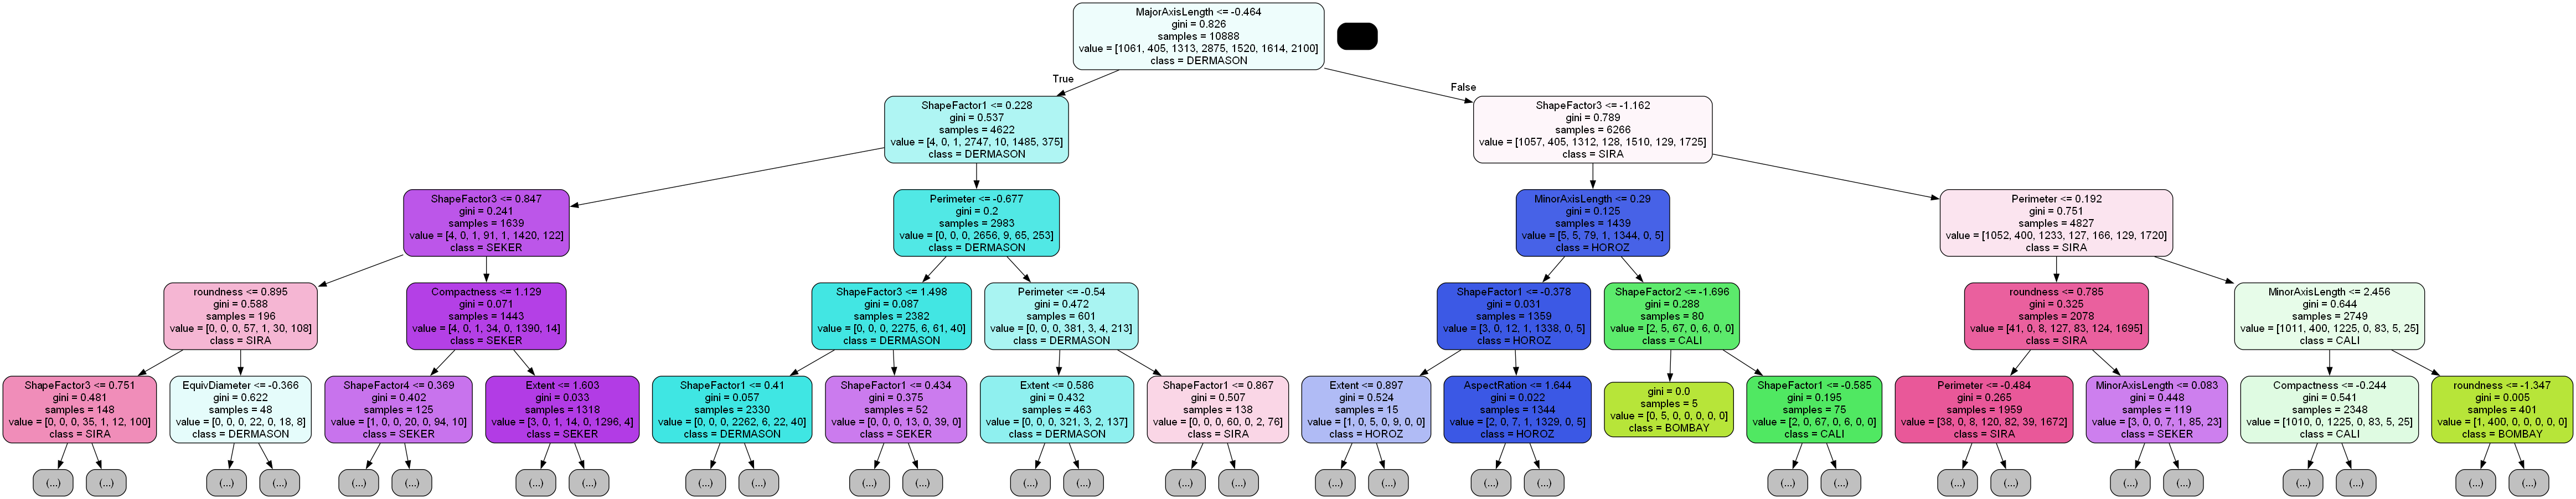 MajorAxisLength <= -0.464
gini = 0.826
samples = 10888
value = [1061, 405, 1313, 2875, 1520, 1614, 2100]
class = DERMASON
True
False
ShapeFactor1 <= 0.228
gini = 0.537
samples = 4622
value = [4, 0, 1, 2747, 10, 1485, 375]
class = DERMASON
ShapeFactor3 <= -1.162
gini = 0.789
samples = 6266
value = [1057, 405, 1312, 128, 1510, 129, 1725]
class = SIRA
ShapeFactor3 <= 0.847
gini = 0.241
samples = 1639
value = [4, 0, 1, 91, 1, 1420, 122]
class = SEKER
Perimeter <= -0.677
gini = 0.2
samples = 2983
value = [0, 0, 0, 2656, 9, 65, 253]
class = DERMASON
MinorAxisLength <= 0.29
gini = 0.125
samples = 1439
value = [5, 5, 79, 1, 1344, 0, 5]
class = HOROZ
Perimeter <= 0.192
gini = 0.751
samples = 4827
value = [1052, 400, 1233, 127, 166, 129, 1720]
class = SIRA
roundness <= 0.895
gini = 0.588
samples = 196
value = [0, 0, 0, 57, 1, 30, 108]
class = SIRA
Compactness <= 1.129
gini = 0.071
samples = 1443
value = [4, 0, 1, 34, 0, 1390, 14]
class = SEKER
ShapeFactor3 <= 1.498
gini = 0.087
samples = 2382
value = [0, 0, 0, 2275, 6, 61, 40]
class = DERMASON
Perimeter <= -0.54
gini = 0.472
samples = 601
value = [0, 0, 0, 381, 3, 4, 213]
class = DERMASON
ShapeFactor1 <= -0.378
gini = 0.031
samples = 1359
value = [3, 0, 12, 1, 1338, 0, 5]
class = HOROZ
ShapeFactor2 <= -1.696
gini = 0.288
samples = 80
value = [2, 5, 67, 0, 6, 0, 0]
class = CALI
roundness <= 0.785
gini = 0.325
samples = 2078
value = [41, 0, 8, 127, 83, 124, 1695]
class = SIRA
MinorAxisLength <= 2.456
gini = 0.644
samples = 2749
value = [1011, 400, 1225, 0, 83, 5, 25]
class = CALI
ShapeFactor3 <= 0.751
gini = 0.481
samples = 148
value = [0, 0, 0, 35, 1, 12, 100]
class = SIRA
EquivDiameter <= -0.366
gini = 0.622
samples = 48
value = [0, 0, 0, 22, 0, 18, 8]
class = DERMASON
ShapeFactor4 <= 0.369
gini = 0.402
samples = 125
value = [1, 0, 0, 20, 0, 94, 10]
class = SEKER
Extent <= 1.603
gini = 0.033
samples = 1318
value = [3, 0, 1, 14, 0, 1296, 4]
class = SEKER
ShapeFactor1 <= 0.41
gini = 0.057
samples = 2330
value = [0, 0, 0, 2262, 6, 22, 40]
class = DERMASON
ShapeFactor1 <= 0.434
gini = 0.375
samples = 52
value = [0, 0, 0, 13, 0, 39, 0]
class = SEKER
Extent <= 0.586
gini = 0.432
samples = 463
value = [0, 0, 0, 321, 3, 2, 137]
class = DERMASON
ShapeFactor1 <= 0.867
gini = 0.507
samples = 138
value = [0, 0, 0, 60, 0, 2, 76]
class = SIRA
Extent <= 0.897
gini = 0.524
samples = 15
value = [1, 0, 5, 0, 9, 0, 0]
class = HOROZ
AspectRation <= 1.644
gini = 0.022
samples = 1344
value = [2, 0, 7, 1, 1329, 0, 5]
class = HOROZ
gini = 0.0
samples = 5
value = [0, 5, 0, 0, 0, 0, 0]
class = BOMBAY
ShapeFactor1 <= -0.585
gini = 0.195
samples = 75
value = [2, 0, 67, 0, 6, 0, 0]
class = CALI
Perimeter <= -0.484
gini = 0.265
samples = 1959
value = [38, 0, 8, 120, 82, 39, 1672]
class = SIRA
MinorAxisLength <= 0.083
gini = 0.448
samples = 119
value = [3, 0, 0, 7, 1, 85, 23]
class = SEKER
Compactness <= -0.244
gini = 0.541
samples = 2348
value = [1010, 0, 1225, 0, 83, 5, 25]
class = CALI
roundness <= -1.347
gini = 0.005
samples = 401
value = [1, 400, 0, 0, 0, 0, 0]
class = BOMBAY
(...) (...) (...) (...) (...) (...) (...) (...) (...) (...) (...) (...) (...) (...) (...) (...) (...) (...) (...) (...) (...) (...) (...) (...) (...) (...) (...) (...) (...) (...)